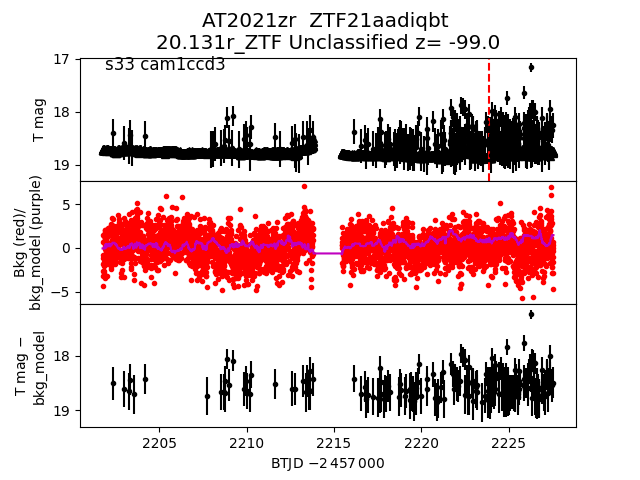 AT2021zr  ZTF21aadiqbt
20.131r_ZTF Unclassified z= -99.0
s33 cam1ccd3
17
18
19
T mag
5
0
−5
Bkg (red)/
bkg_model (purple)
18
19
T mag −
bkg_model
2205
2210
2215
2220
2225
BTJD −2 457 000